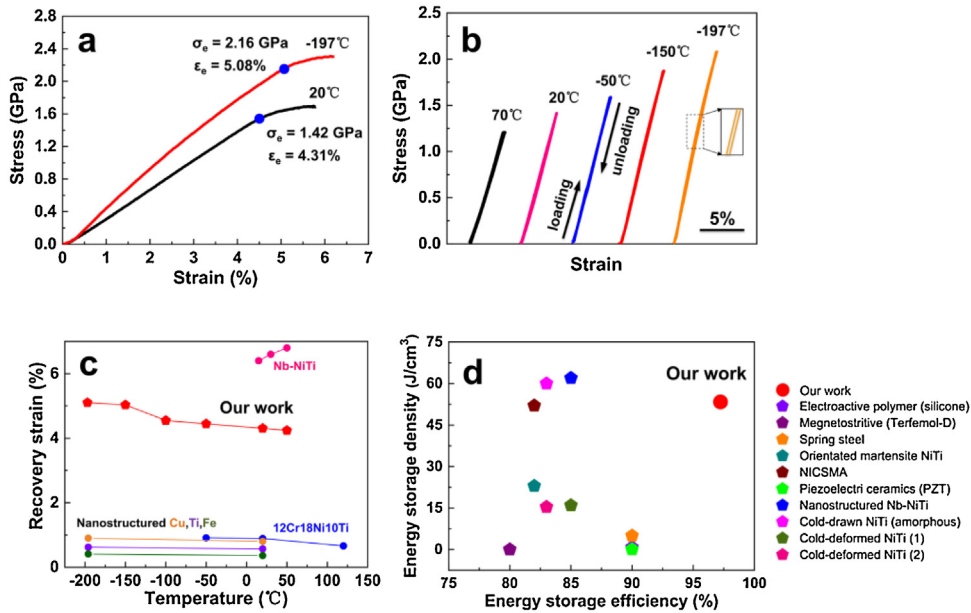 a
σe = 2.16 GPa
εe = 5.08%
-197℃
20℃
σe = 1.42 GPa
εe = 4.31%
Stress (GPa)
2.8
2.4
2.0
1.6
1.2
0.8
0.4
0.0
0 1 2 3 4 5 6 7
Strain (%)
b
70℃
20℃
-50℃
-150℃
-197℃
loading
unloading
5%
Stress (GPa)
2.5
2.0
1.5
1.0
0.5
0.0
Strain
c
Nb-NiTi
Our work
Nanostructured Cu,Ti,Fe
12Cr18Ni10Ti
Recovery strain (%)
6
3
0
-200 -150 -100 -50 0 50 100 150
Temperature (℃)
d
Our work
Energy storage density (J/cm3)
75
60
45
30
15
0
75 80 85 90 95 100
Energy storage efficiency (%)
Our work
Electroactive polymer (silicone)
Megnetostritive (Terfemol-D)
Spring steel
Orientated martensite NiTi
NICSMA
Piezoelectri ceramics (PZT)
Nanostructured Nb-NiTi
Cold-drawn NiTi (amorphous)
Cold-deformed NiTi (1)
Cold-deformed NiTi (2)